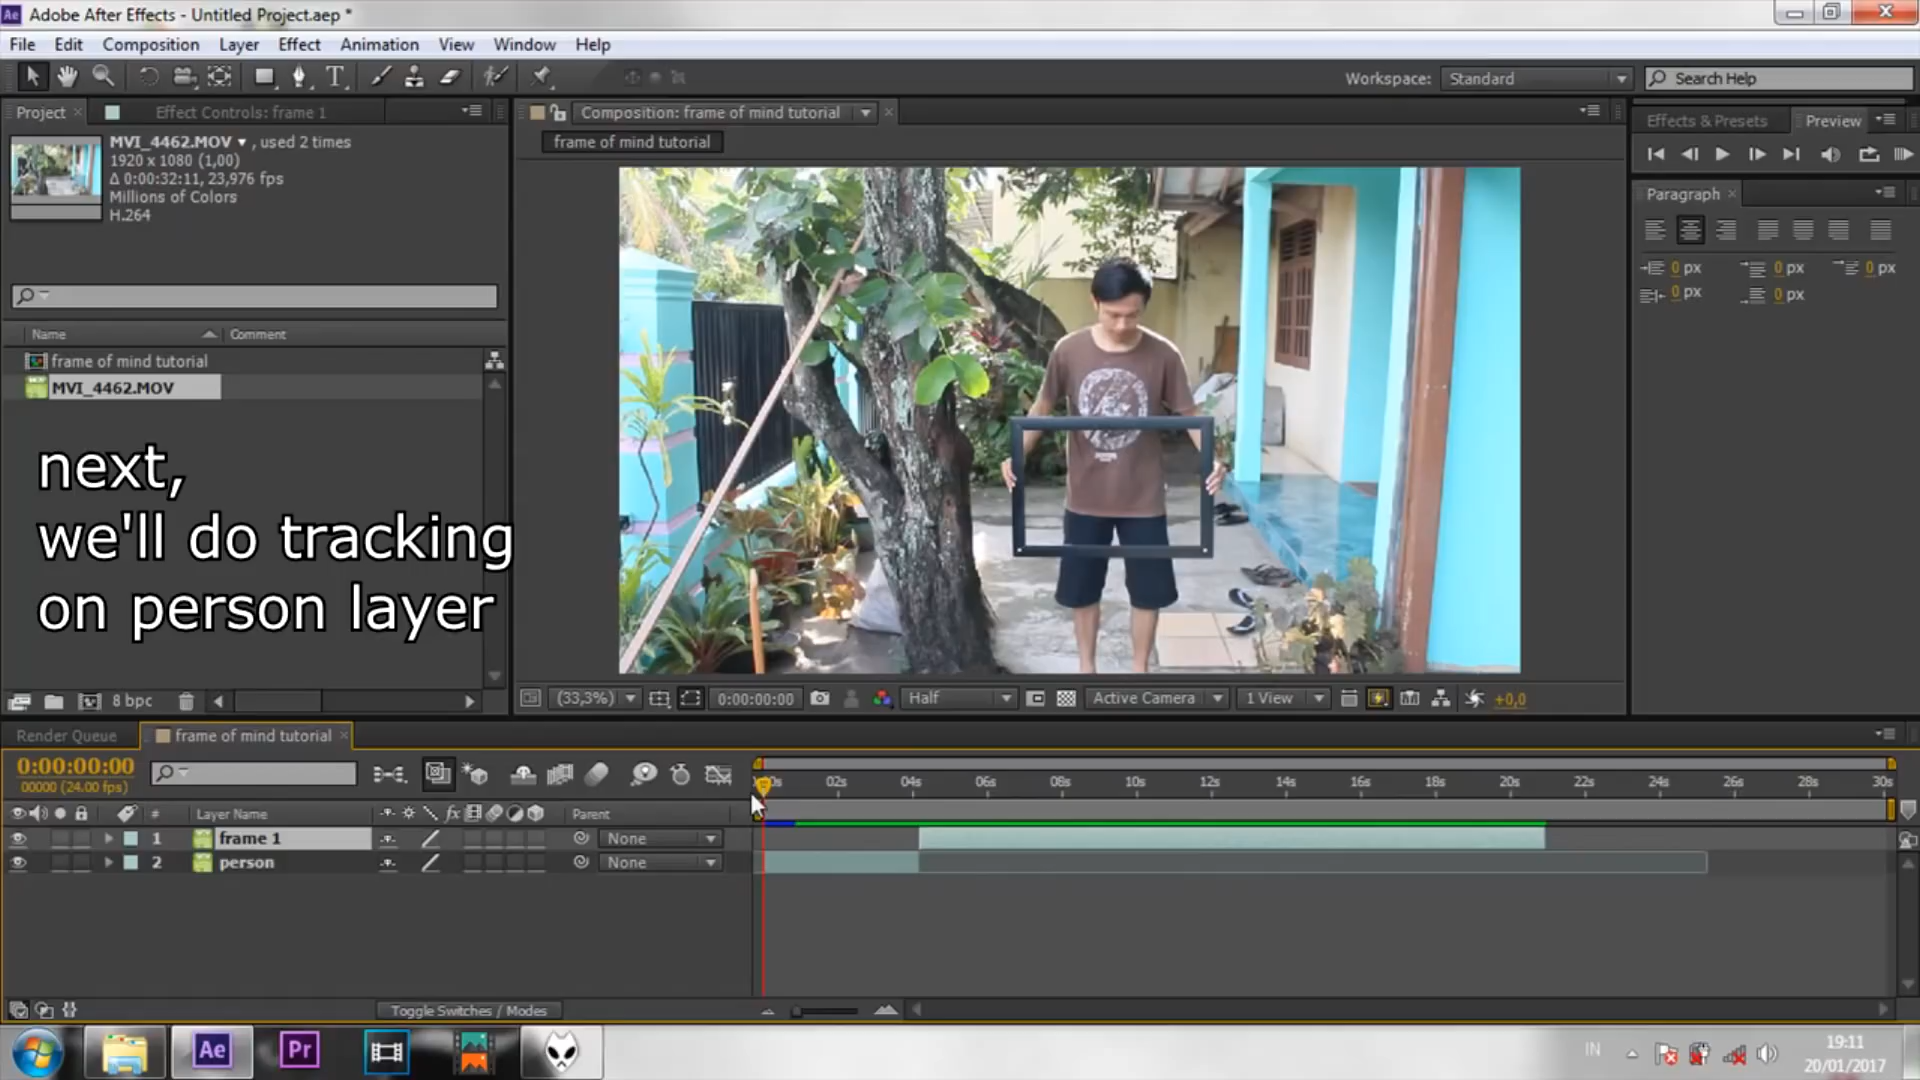 Ae Adobe After Effects - Untitled Project.aep *
File Edit Composition Layer Effect Animation View Window Help
Workspace: Standard Search Help
Project Effect Controls: frame 1
Composition: frame of mind tutorial
Effects & Presets Preview
MVI_4462.MOV , used 2 times
1920 x 1080 (1,00)
Δ 0:00:32:11, 23,976 fps
Millions of Colors
H.264
frame of mind tutorial
Paragraph
0 px 0 px 0 px
0 px 0 px
Name Comment
frame of mind tutorial
MVI_4462.MOV
next,
we'll do tracking
on person layer
8 bpc
(33,3%) 0:00:00:00 Half Active Camera 1 View +0,0
Render Queue frame of mind tutorial
0:00:00:00
00000 (24.00 fps)
02s 04s 06s 08s 10s 12s 14s 16s 18s 20s 22s 24s 26s 28s 30s
# Layer Name fx Parent
1 frame 1 None
2 person None
Toggle Switches / Modes
Ae Pr IN 19:11
20/01/2017